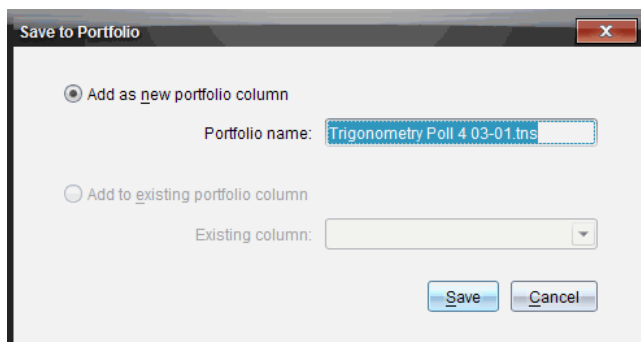 Save to Portfolio
Add as new portfolio column
Portfolio name: Trigonometry Poll 4 03-01.tns
Add to existing portfolio column
Existing column:
Save Cancel